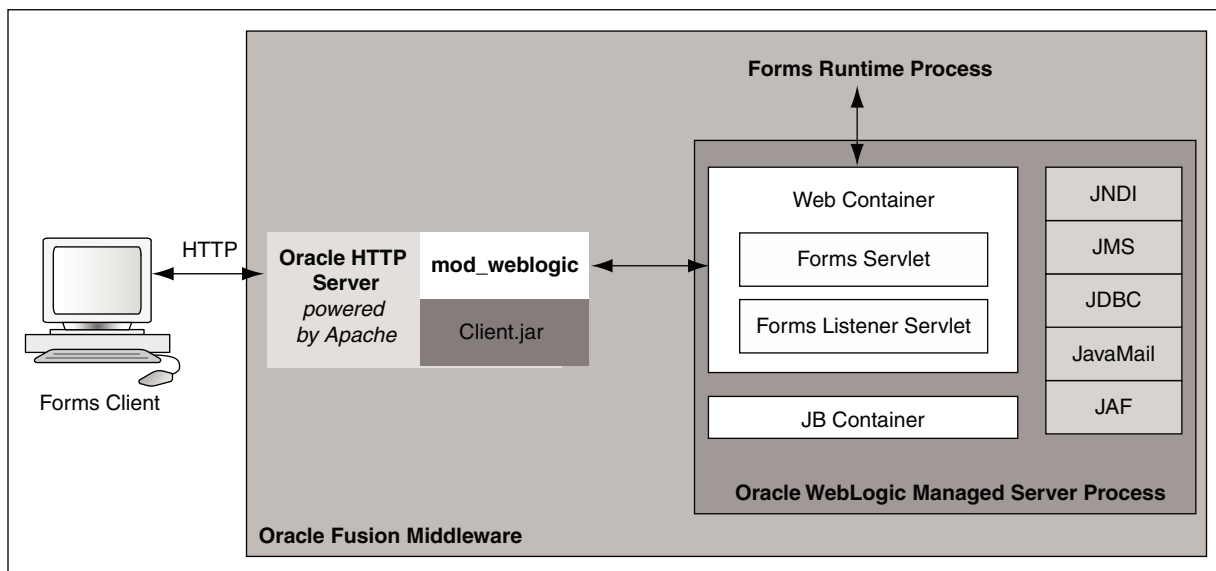 Forms Runtime Process
Web Container
Forms Servlet
Forms Listener Servlet
JB Container
JNDI
JMS
JDBC
JavaMail
JAF
Oracle WebLogic Managed Server Process
HTTP
Oracle HTTP
Server
powered
by Apache
mod_weblogic
Client.jar
Forms Client
Oracle Fusion Middleware